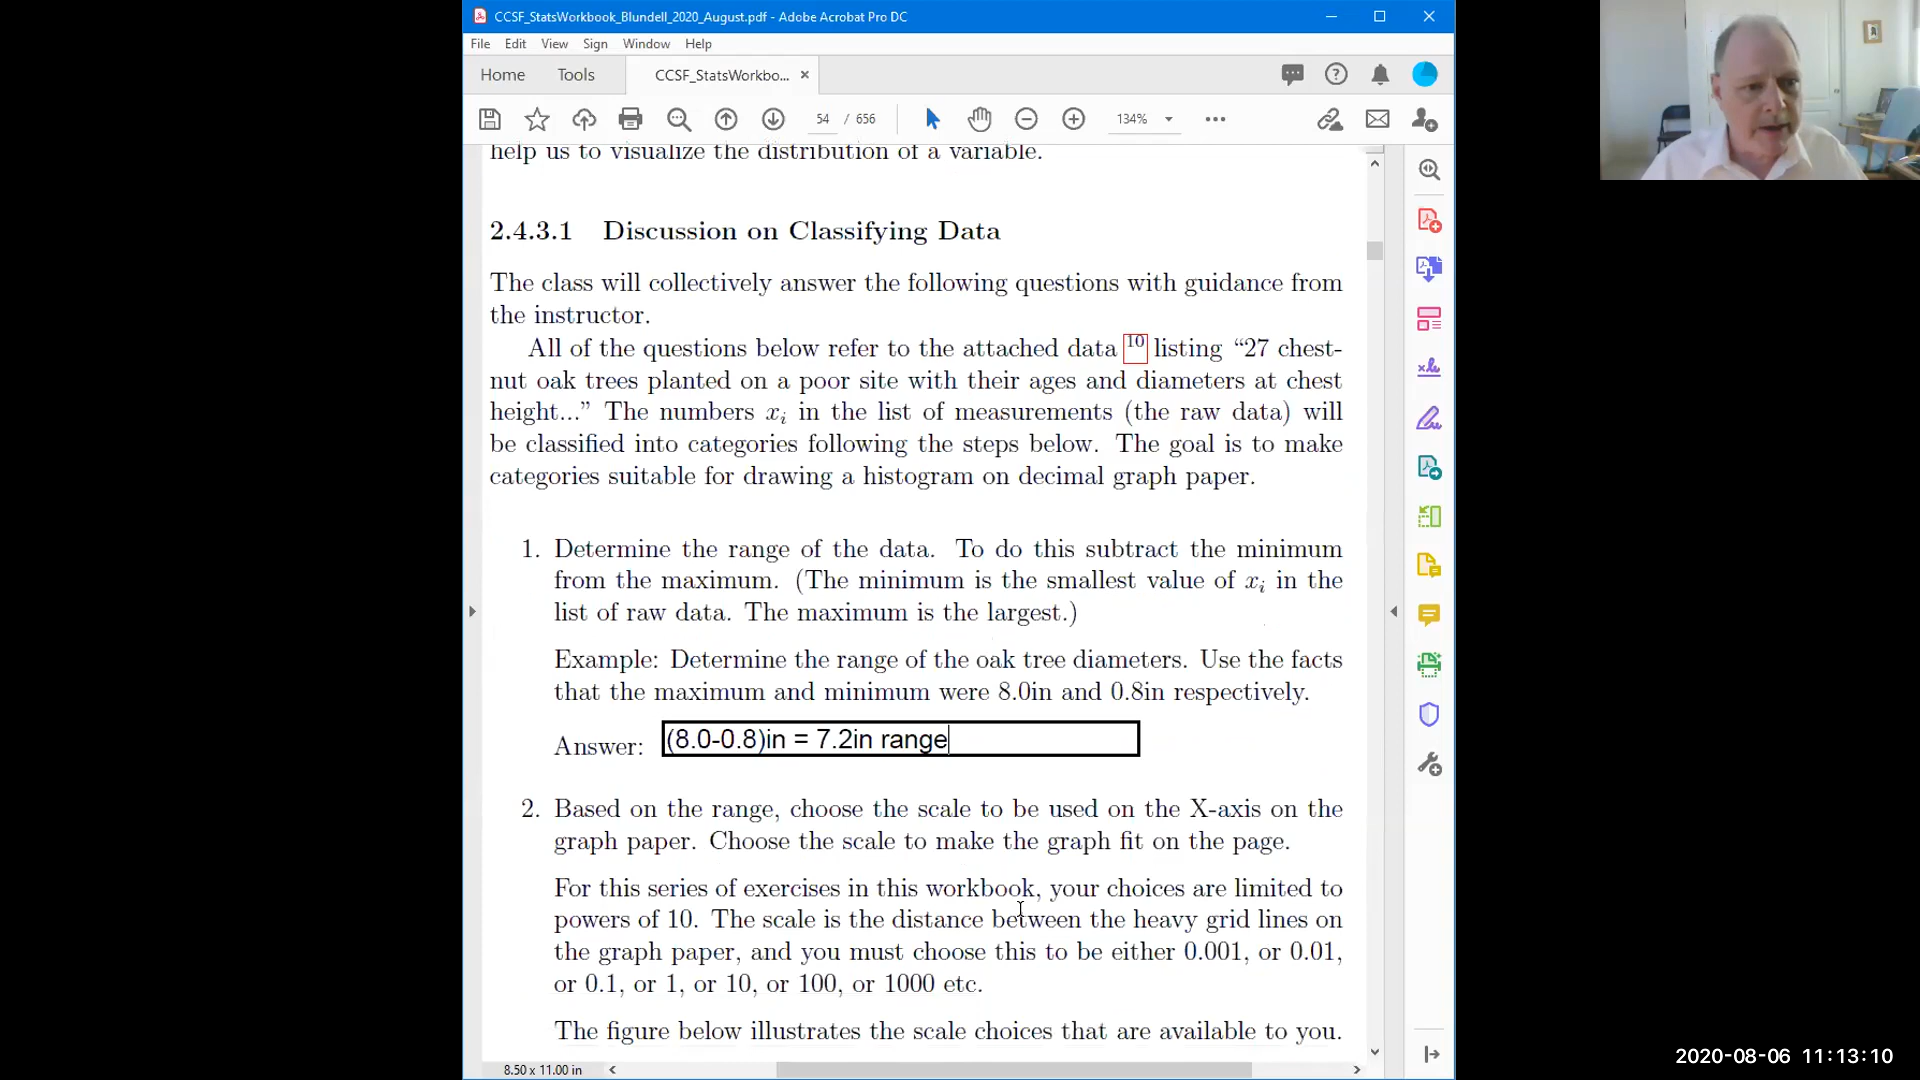 CCSF_StatsWorkbook_Blundell_2020_August.pdf - Adobe Acrobat Pro DC
File Edit View Sign Window Help
Home Tools CCSF_StatsWorkbo... ×
54 / 656 134%
help us to visualize the distribution of a variable.
2.4.3.1 Discussion on Classifying Data
The class will collectively answer the following questions with guidance from
the instructor.
All of the questions below refer to the attached data 10 listing “27 chest-
nut oak trees planted on a poor site with their ages and diameters at chest
height...” The numbers xᵢ in the list of measurements (the raw data) will
be classified into categories following the steps below. The goal is to make
categories suitable for drawing a histogram on decimal graph paper.
1. Determine the range of the data. To do this subtract the minimum
from the maximum. (The minimum is the smallest value of xᵢ in the
list of raw data. The maximum is the largest.)
Example: Determine the range of the oak tree diameters. Use the facts
that the maximum and minimum were 8.0in and 0.8in respectively.
Answer: (8.0-0.8)in = 7.2in range
2. Based on the range, choose the scale to be used on the X-axis on the
graph paper. Choose the scale to make the graph fit on the page.
For this series of exercises in this workbook, your choices are limited to
powers of 10. The scale is the distance between the heavy grid lines on
the graph paper, and you must choose this to be either 0.001, or 0.01,
or 0.1, or 1, or 10, or 100, or 1000 etc.
The figure below illustrates the scale choices that are available to you.
8.50 x 11.00 in
2020-08-06 11:13:10